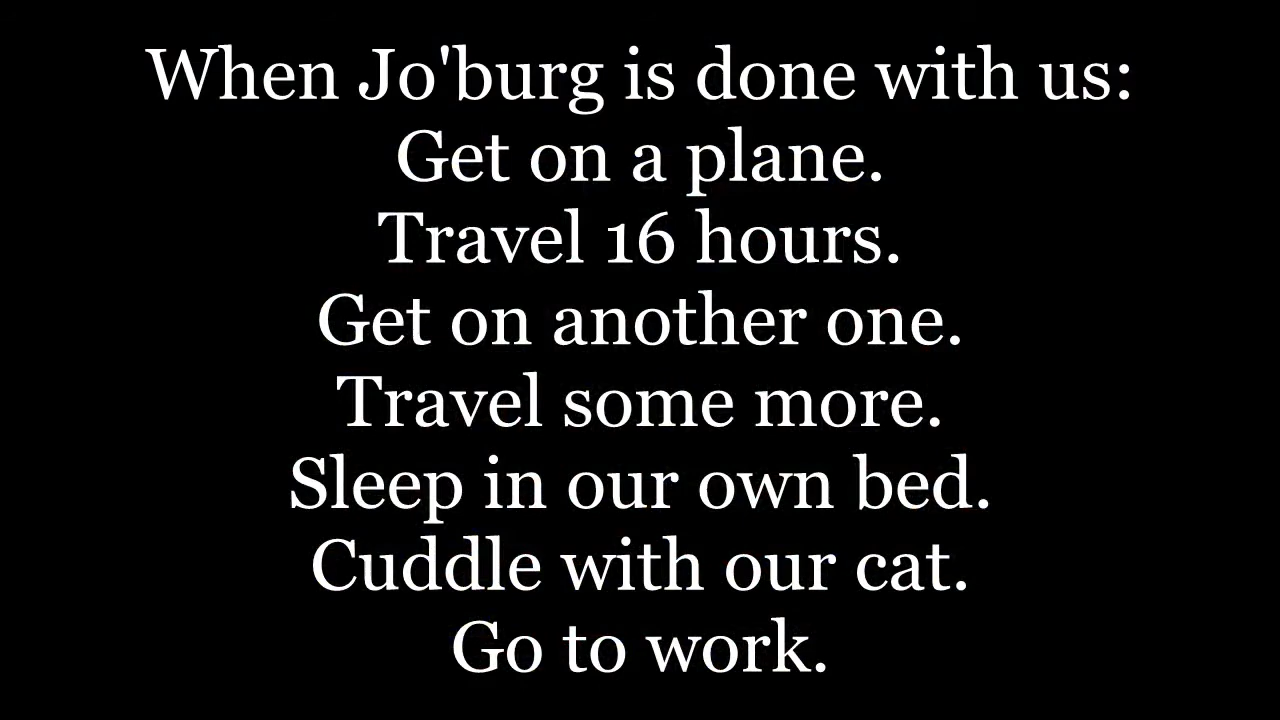 When Jo'burg is done with us:
Get on a plane.
Travel 16 hours.
Get on another one.
Travel some more.
Sleep in our own bed.
Cuddle with our cat.
Go to work.